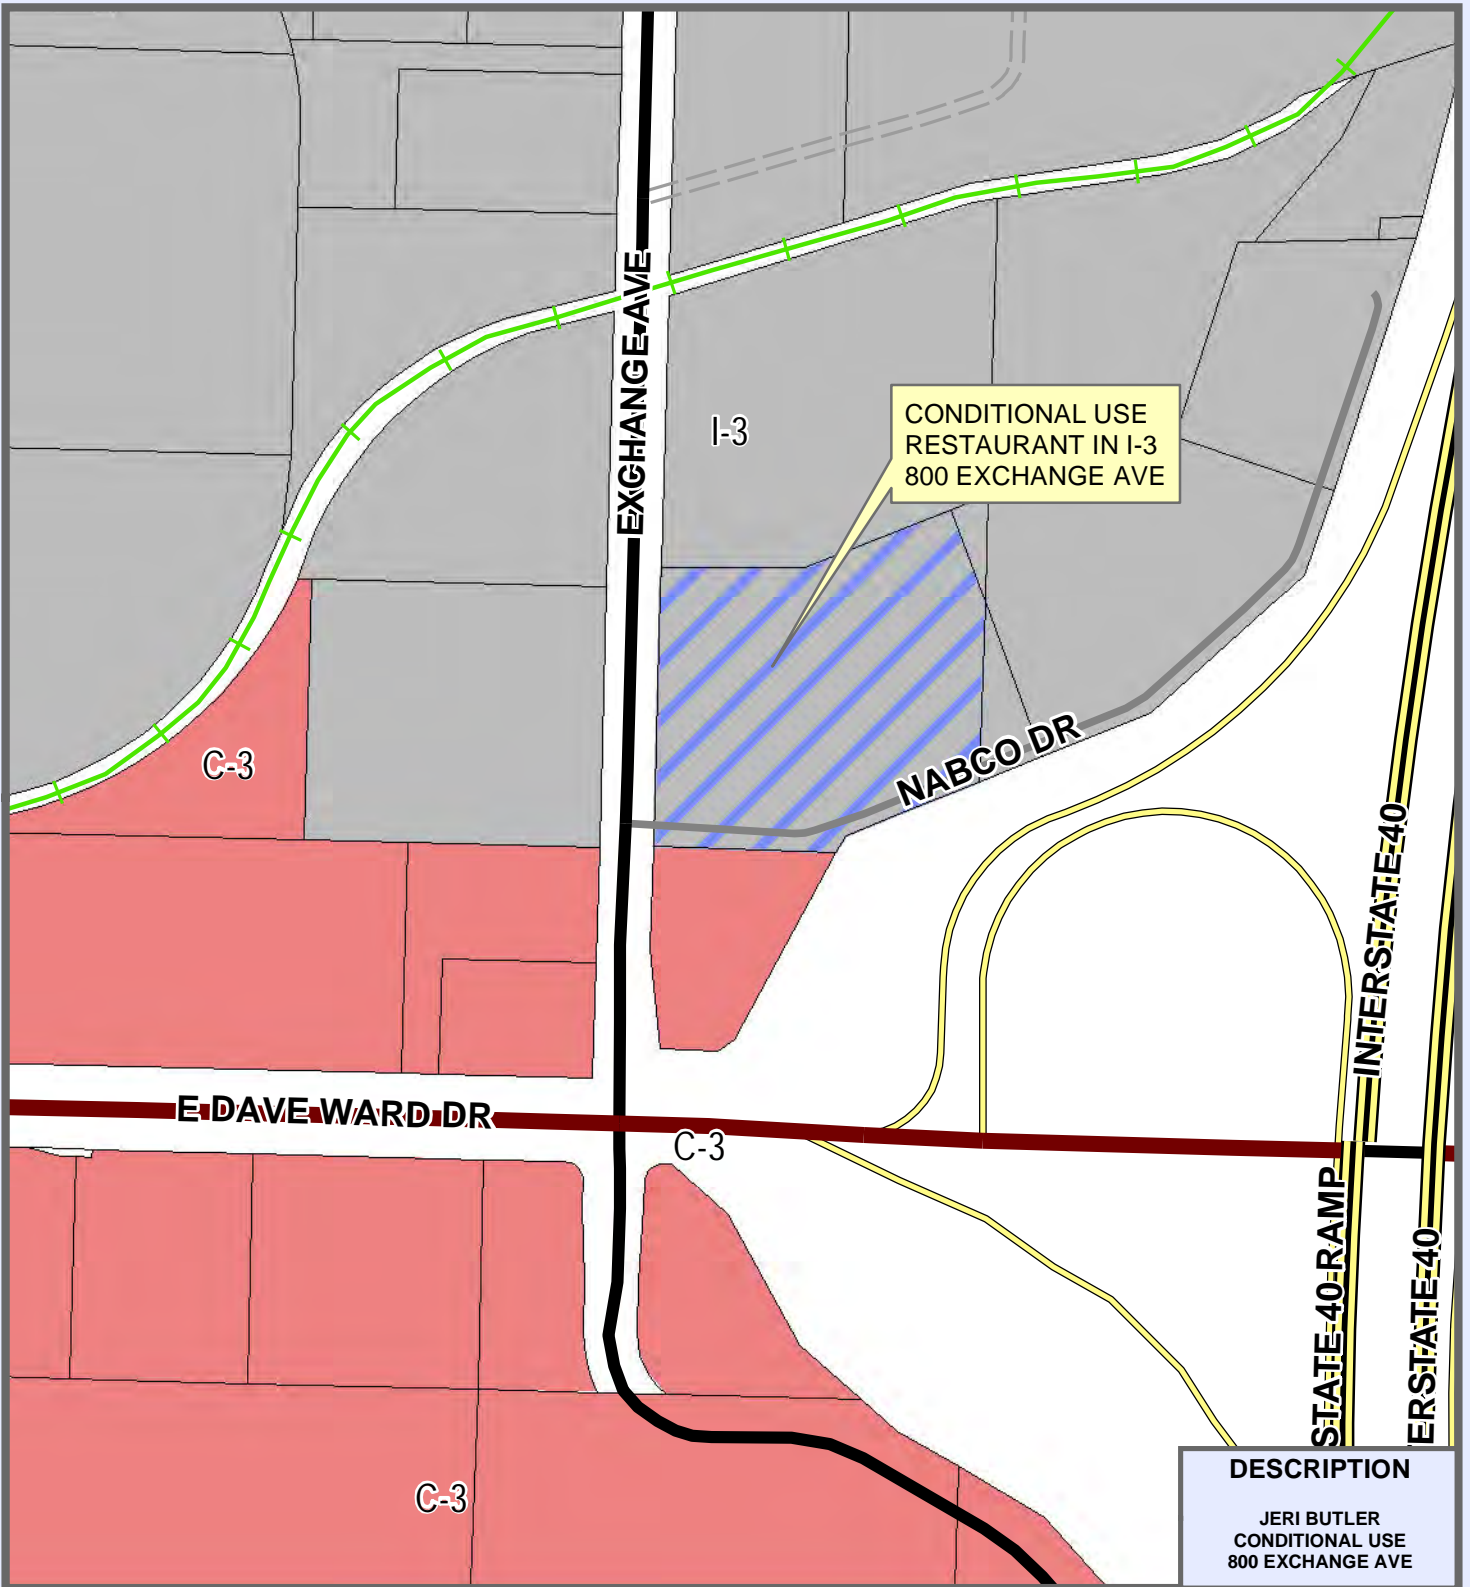 EXCHANGE AVE
I-3
CONDITIONAL USE
RESTAURANT IN I-3
800 EXCHANGE AVE
C-3
NABCO DR
INTERSTATE 40
E DAVE WARD DR
C-3
STATE 40 RAMP
ERSTATE 40
C-3
DESCRIPTION
JERI BUTLER
CONDITIONAL USE
800 EXCHANGE AVE